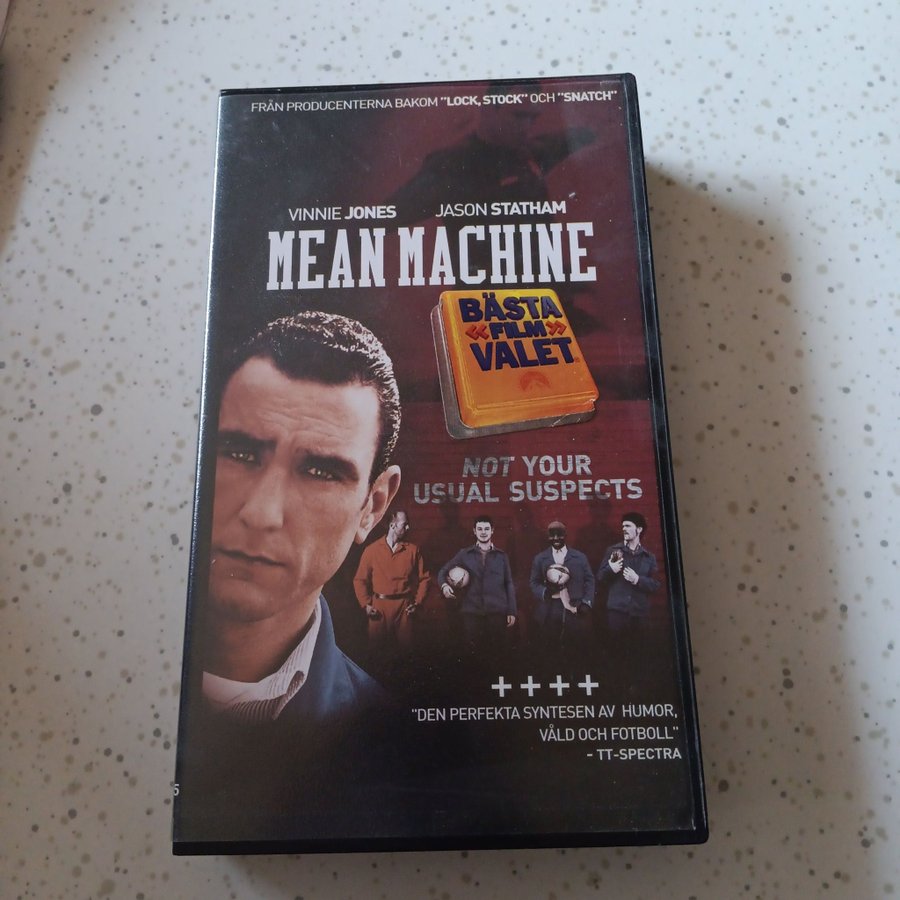 FRÅN PRODUCENTERNA BAKOM "LOCK, STOCK" OCH "SNATCH"
VINNIE JONES JASON STATHAM
MEAN MACHINE
BÄSTA
«FILM»
VALET
NOT YOUR
USUAL SUSPECTS
++++
"DEN PERFEKTA SYNTESEN AV HUMOR,
VÅLD OCH FOTBOLL"
- TT-SPECTRA
5